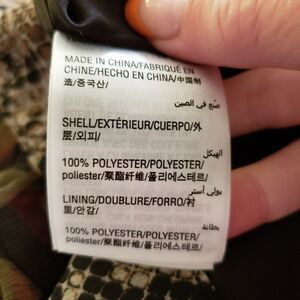 MADE IN CHINA/FABRIQUÉ EN
CHINE/HECHO EN CHINA/中国制
造/중국산/
صنع في الصين
SHELL/EXTÉRIEUR/CUERPO/外
层/외피/
الهيكل
100% POLYESTER/POLYESTER/
poliester/聚酯纤维/폴리에스테르/
بولي أستر
LINING/DOUBLURE/FORRO/衬
里/안감/
بطانة
100% POLYESTER/POLYESTER/
poliester/聚酯纤维/폴리에스테르/